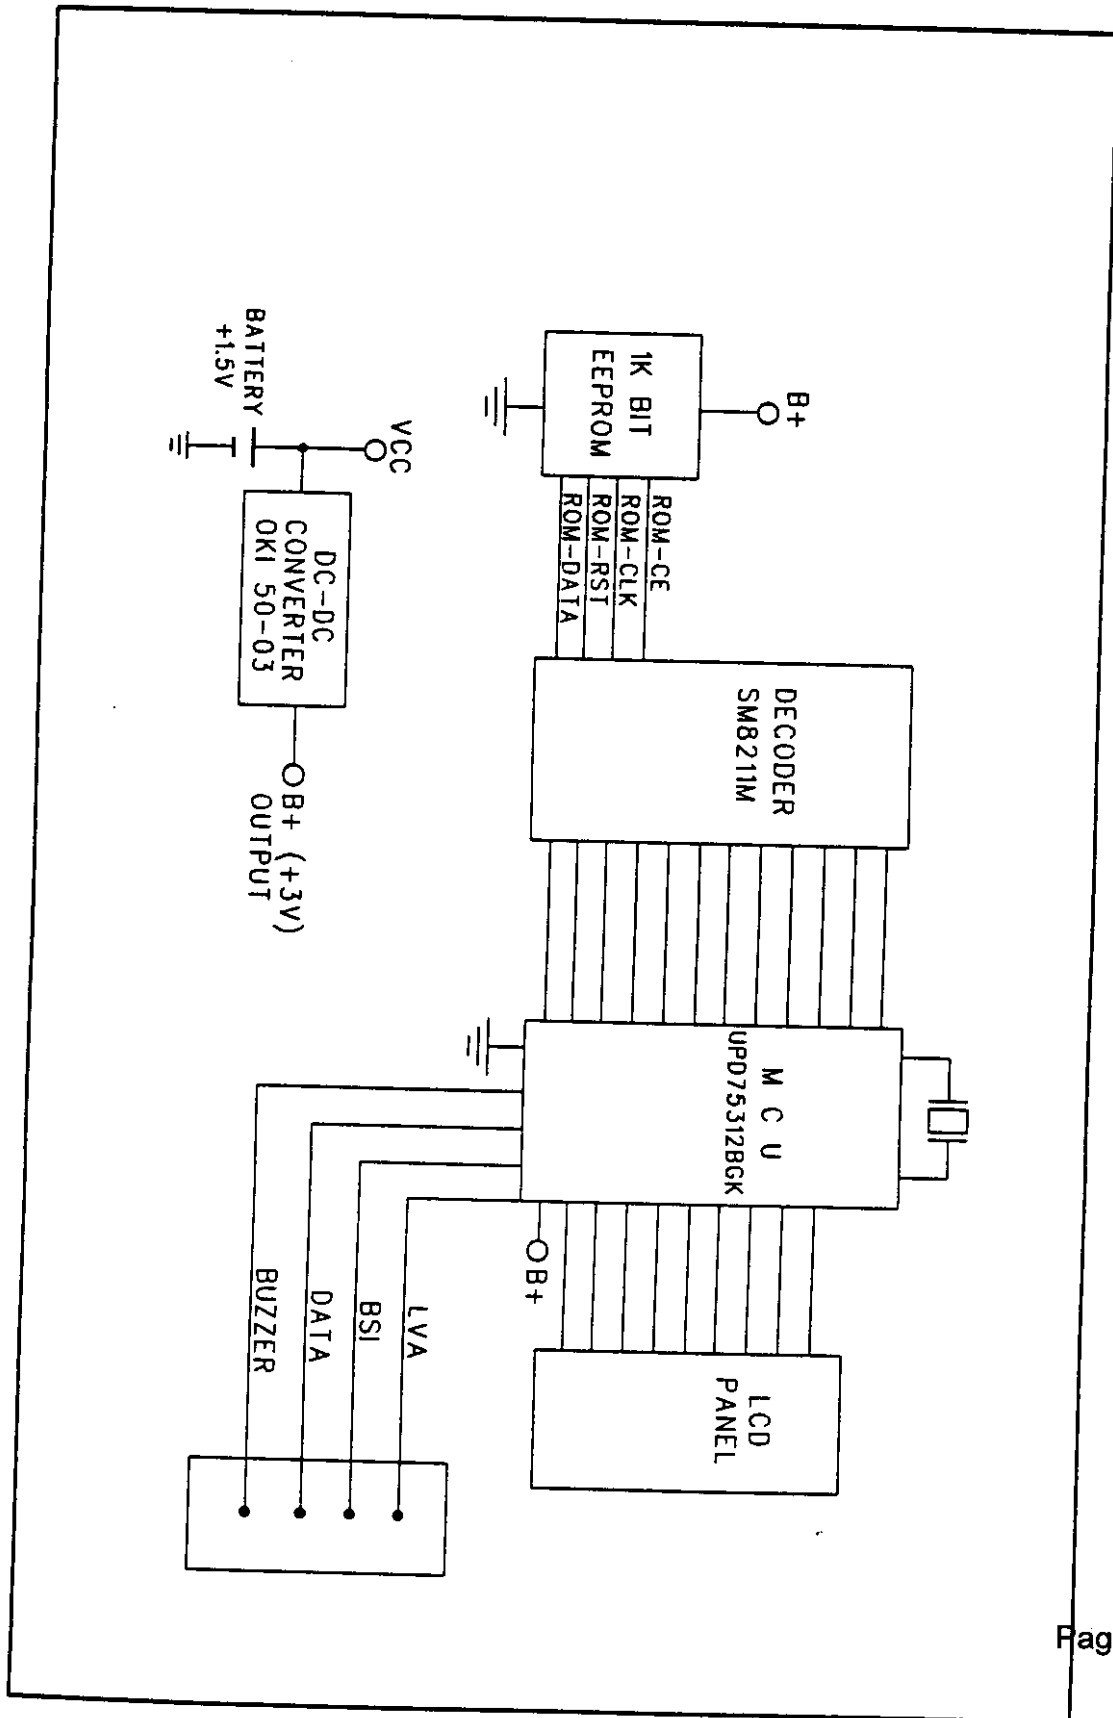 B+
1K BIT
EEPROM
ROM-CE
ROM-CLK
ROM-RST
ROM-DATA
DECODER
SM8211M
M C U
UPD75312BGK
B+
LCD
PANEL
VCC
BATTERY
+1.5V
DC-DC
CONVERTER
OKI 50-03
B+ (+3V)
OUTPUT
LVA
BSI
DATA
BUZZER
Pag